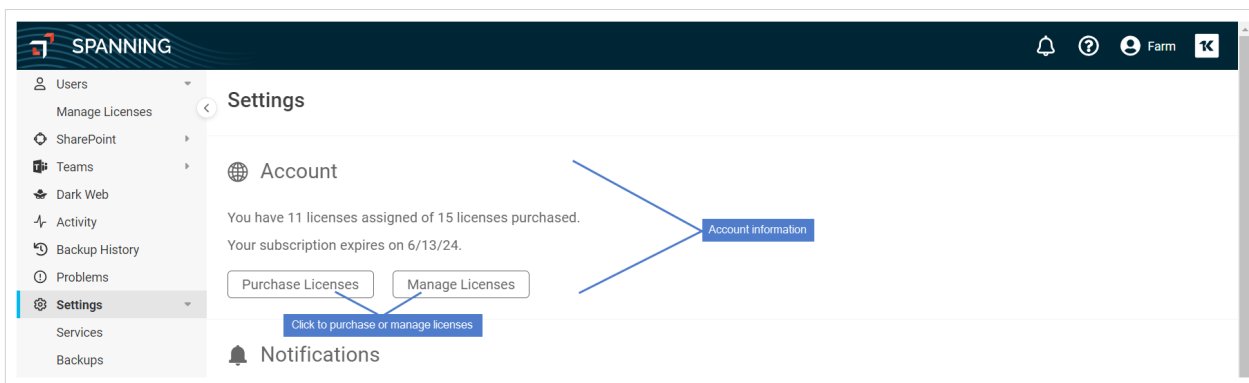 SPANNING
Farm
K
Users
Manage Licenses
SharePoint
Teams
Dark Web
Activity
Backup History
Problems
Settings
Services
Backups
Settings
Account
You have 11 licenses assigned of 15 licenses purchased.
Your subscription expires on 6/13/24.
Purchase Licenses
Manage Licenses
Account information
Click to purchase or manage licenses
Notifications